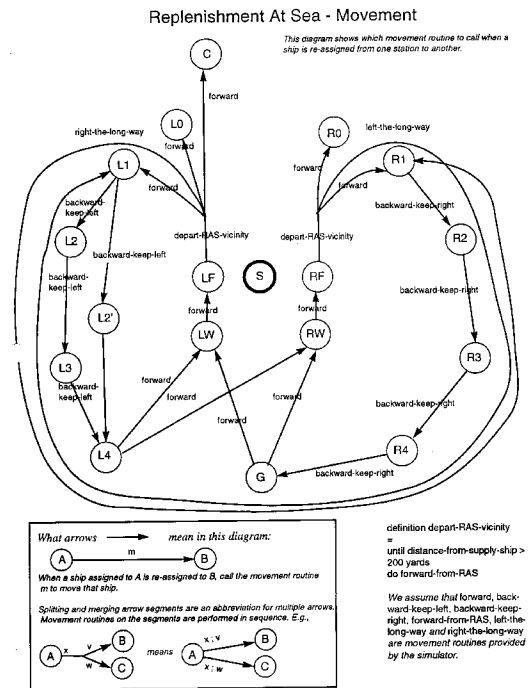 Replenishment At Sea - Movement
This diagram shows which movement routine to call when a
ship is re-assigned from one station to another.
C
forward
L0
forward
R0
right-the-long-way
left-the-long-way
L1
forward
forward
forward
R1
backward-
keep-left
backward-keep-right
L2
depart-RAS-vicinity
depart-RAS-vicinity
R2
backward-keep-left
backward-
keep-left
LF
S
RF
backward-keep-right
forward
forward
L2'
LW
RW
L3
R3
backward-
keep-left
forward
forward
forward
forward
backward-keep-right
L4
R4
G
backward-keep-right
What arrows mean in this diagram:
m
A
B
When a ship assigned to A is re-assigned to B, call the movement routine
m to move that ship.
Splitting and merging arrow segments are an abbreviation for multiple arrows.
Movement routines on the segments are performed in sequence. E.g.,
A
x
v
w
B
C
means
A
x ; v
x ; w
B
C
definition depart-RAS-vicinity
=
until distance-from-supply-ship >
200 yards
do forward-from-RAS
We assume that forward, back-
ward-keep-left, backward-keep-
right, forward-from-RAS, left-the-
long-way and right-the-long-way
are movement routines provided
by the simulator.